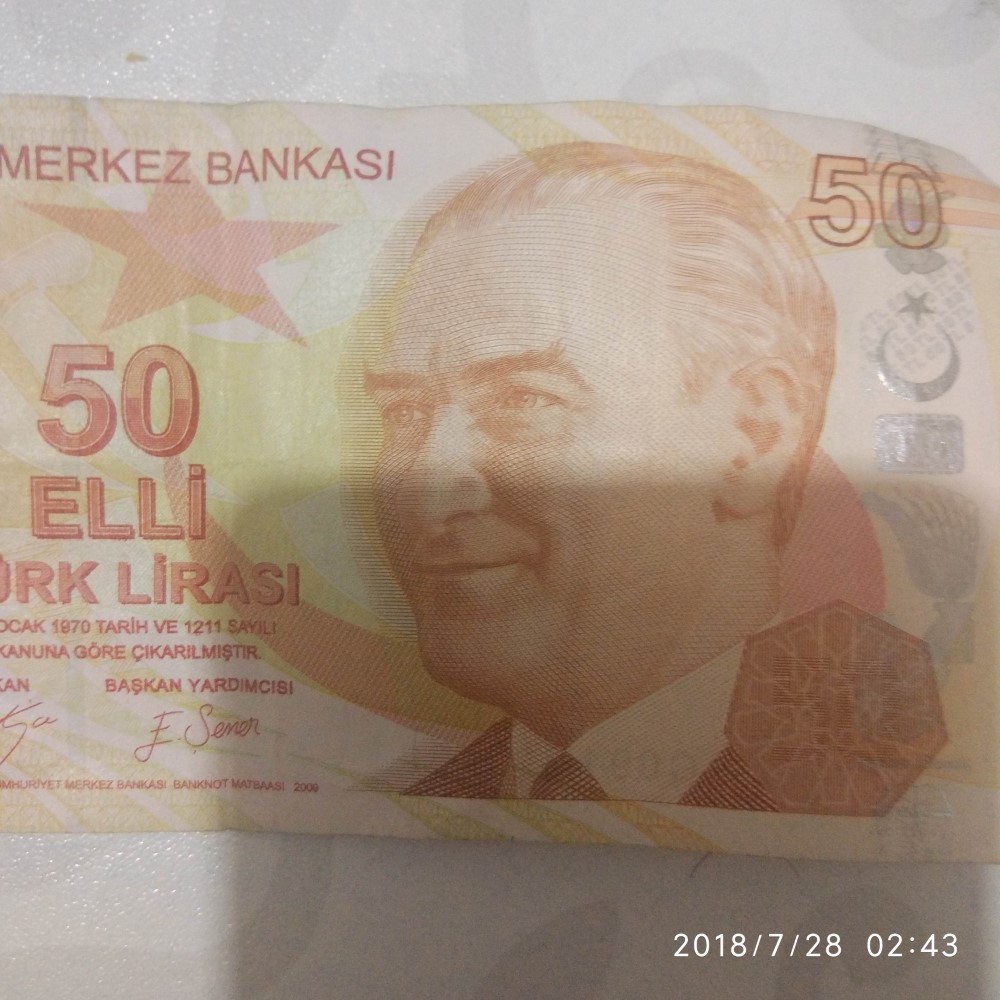 MERKEZ BANKASI
50
50
ELLİ
ÜRK LİRASI
OCAK 1970 TARİH VE 1211 SAYILI
KANUNA GÖRE ÇIKARILMIŞTIR.
KAN BAŞKAN YARDIMCISI
E. Şener
UMHURİYET MERKEZ BANKASI BANKNOT MATBAASI 2009
2018/7/28 02:43